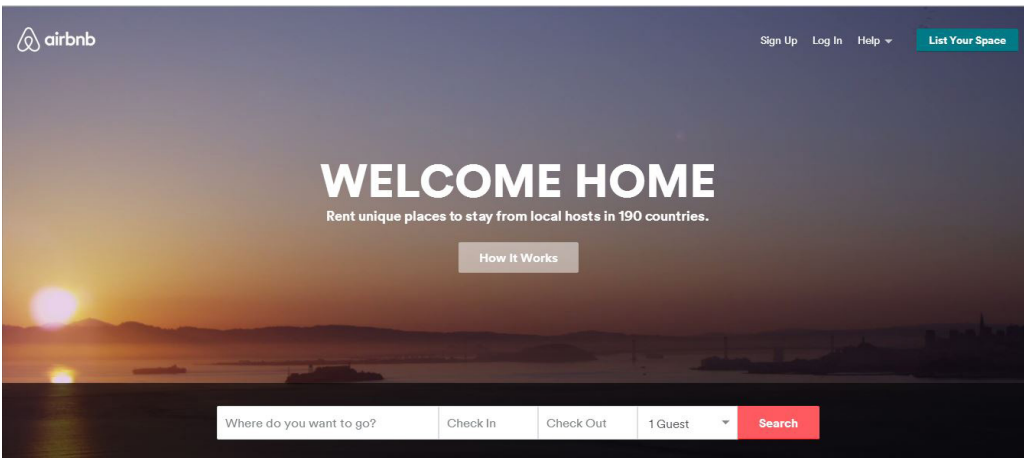 airbnb
Sign Up Log In Help List Your Space
WELCOME HOME
Rent unique places to stay from local hosts in 190 countries.
How It Works
Where do you want to go? Check In Check Out 1 Guest Search